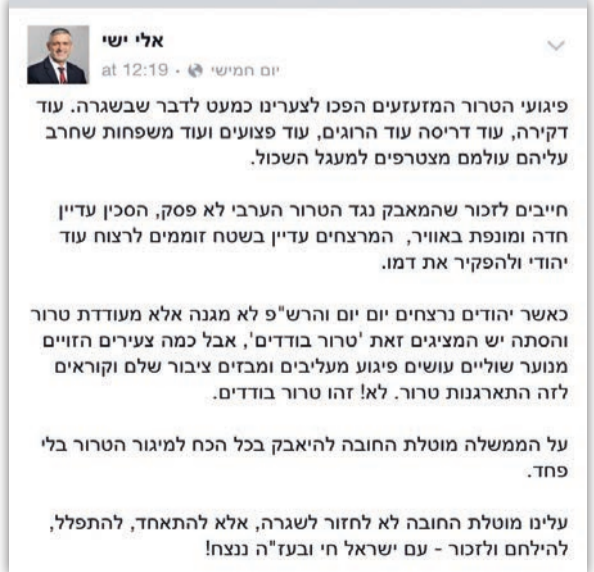 אלי ישי
יום חמישי · at 12:19
פיגועי הטרור המזעזעים הפכו לצערינו כמעט לדבר שבשגרה. עוד
דקירה, עוד דריסה עוד הרוגים, עוד פצועים ועוד משפחות שחרב
עליהם עולמם מצטרפים למעגל השכול.
חייבים לזכור שהמאבק נגד הטרור הערבי לא פסק, הסכין עדיין
חדה ומונפת באוויר, המרצחים עדיין בשטח זוממים לרצוח עוד
יהודי ולהפקיר את דמו.
כאשר יהודים נרצחים יום יום והרש"פ לא מגנה אלא מעודדת טרור
והסתה יש המציגים זאת 'טרור בודדים', אבל כמה צעירים הזויים
מנוער שוליים עושים פיגוע מעליבים ומבזים ציבור שלם וקוראים
לזה התארגנות טרור. לא! זהו טרור בודדים.
על הממשלה מוטלת החובה להיאבק בכל הכח למיגור הטרור בלי
פחד.
עלינו מוטלת החובה לא לחזור לשגרה, אלא להתאחד, להתפלל,
להילחם ולזכור - עם ישראל חי ובעז"ה ננצח!